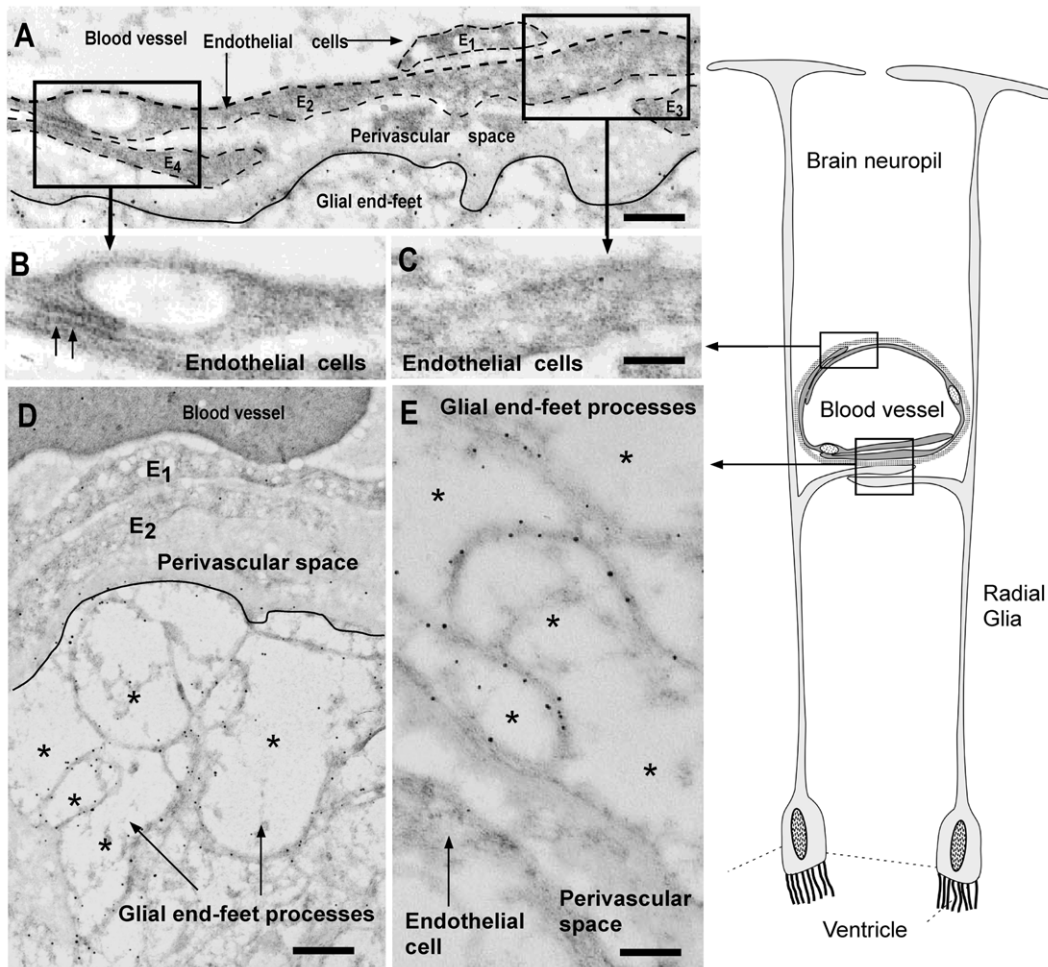 A
Blood vessel
Endothelial cells
E1
E2
E3
E4
Perivascular space
Glial end-feet
B
Endothelial cells
C
Endothelial cells
D
Blood vessel
E1
E2
Perivascular space
*
*
*
*
*
Glial end-feet processes
E
Glial end-feet processes
*
*
*
*
*
Endothelial
cell
Perivascular
space
Brain neuropil
Blood vessel
Radial
Glia
Ventricle